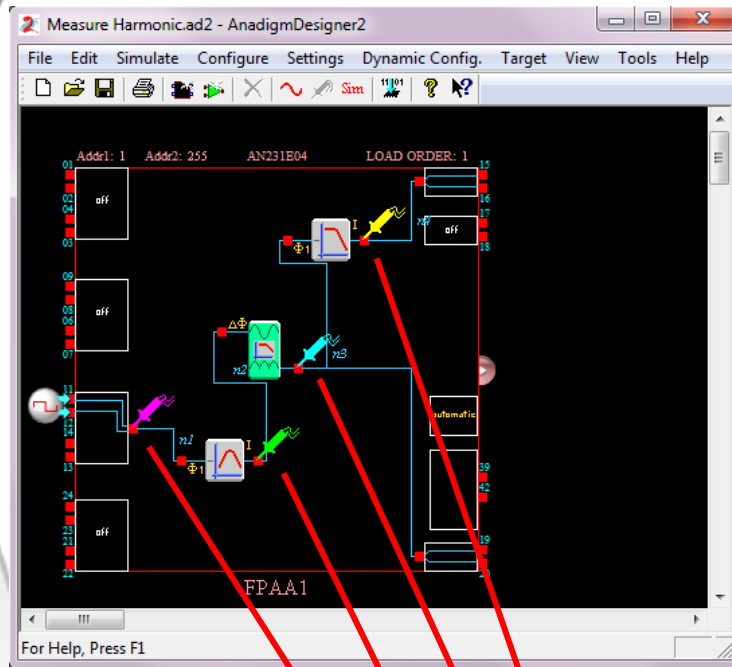 Measure Harmonic.ad2 - AnadigmDesigner2
File Edit Simulate Configure Settings Dynamic Config. Target View Tools Help
Sim
11101
Addr1: 1 Addr2: 255 AN231E04 LOAD ORDER: 1
01
15
02
04
off
16
17
I
n4
off
03
Φ1
18
09
08
06
off
ΔΦ
07
n2
n3
11
12
14
automatic
n1
I
13
Φ1
39
42
24
23
21
off
19
22
20
FPAA1
For Help, Press F1